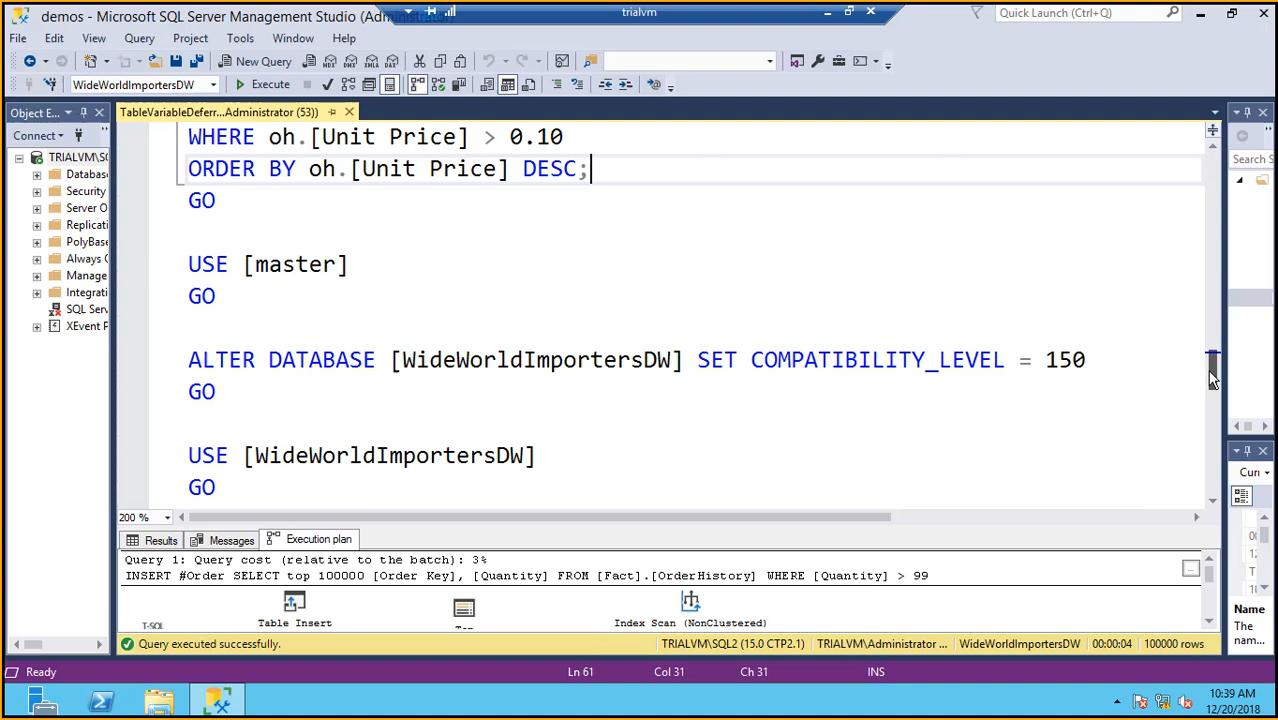 trialvm
demos - Microsoft SQL Server Management Studio (Administrator)
Quick Launch (Ctrl+Q)
File Edit View Query Project Tools Window Help
New Query
WideWorldImportersDW Execute
Object E...
TableVariableDeferr...Administrator (53))
Connect
TRIALVM\SQ
Databas
Security
Server O
Replicati
PolyBase
Always C
Manage
Integrati
SQL Serv
XEvent P
WHERE oh.[Unit Price] > 0.10
ORDER BY oh.[Unit Price] DESC;
GO
USE [master]
GO
ALTER DATABASE [WideWorldImportersDW] SET COMPATIBILITY_LEVEL = 150
GO
USE [WideWorldImportersDW]
GO
200 %
Search S
Curr
Name
The
nam...
Results Messages Execution plan
Query 1: Query cost (relative to the batch): 3%
INSERT #Order SELECT top 100000 [Order Key], [Quantity] FROM [Fact].[OrderHistory] WHERE [Quantity] > 99
T-SQL
Table Insert
Index Scan (NonClustered)
Query executed successfully. TRIALVM\SQL2 (15.0 CTP2.1) TRIALVM\Administrator ... WideWorldImportersDW 00:00:04 100000 rows
Ready Ln 61 Col 31 Ch 31 INS
10:39 AM
12/20/2018